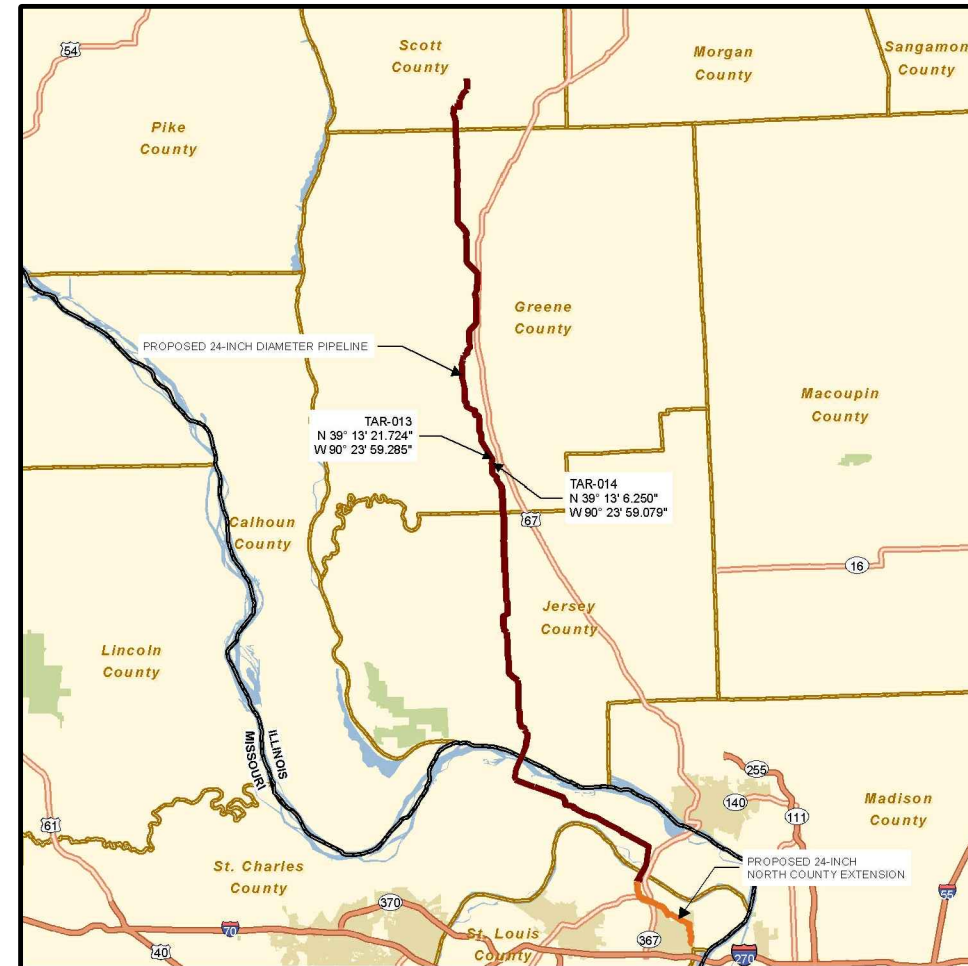 54
Scott
County
Morgan
County
Sangamon
County
Pike
County
Greene
County
PROPOSED 24-INCH DIAMETER PIPELINE
Macoupin
County
TAR-013
N 39° 13' 21.724"
W 90° 23' 59.285"
TAR-014
N 39° 13' 6.250"
W 90° 23' 59.079"
67
Calhoun
County
16
Jersey
County
Lincoln
County
ILLINOIS
MISSOURI
255
140
111
Madison
County
61
St. Charles
County
PROPOSED 24-INCH
NORTH COUNTY EXTENSION
55
370
70
40
St. Louis
County
367
270